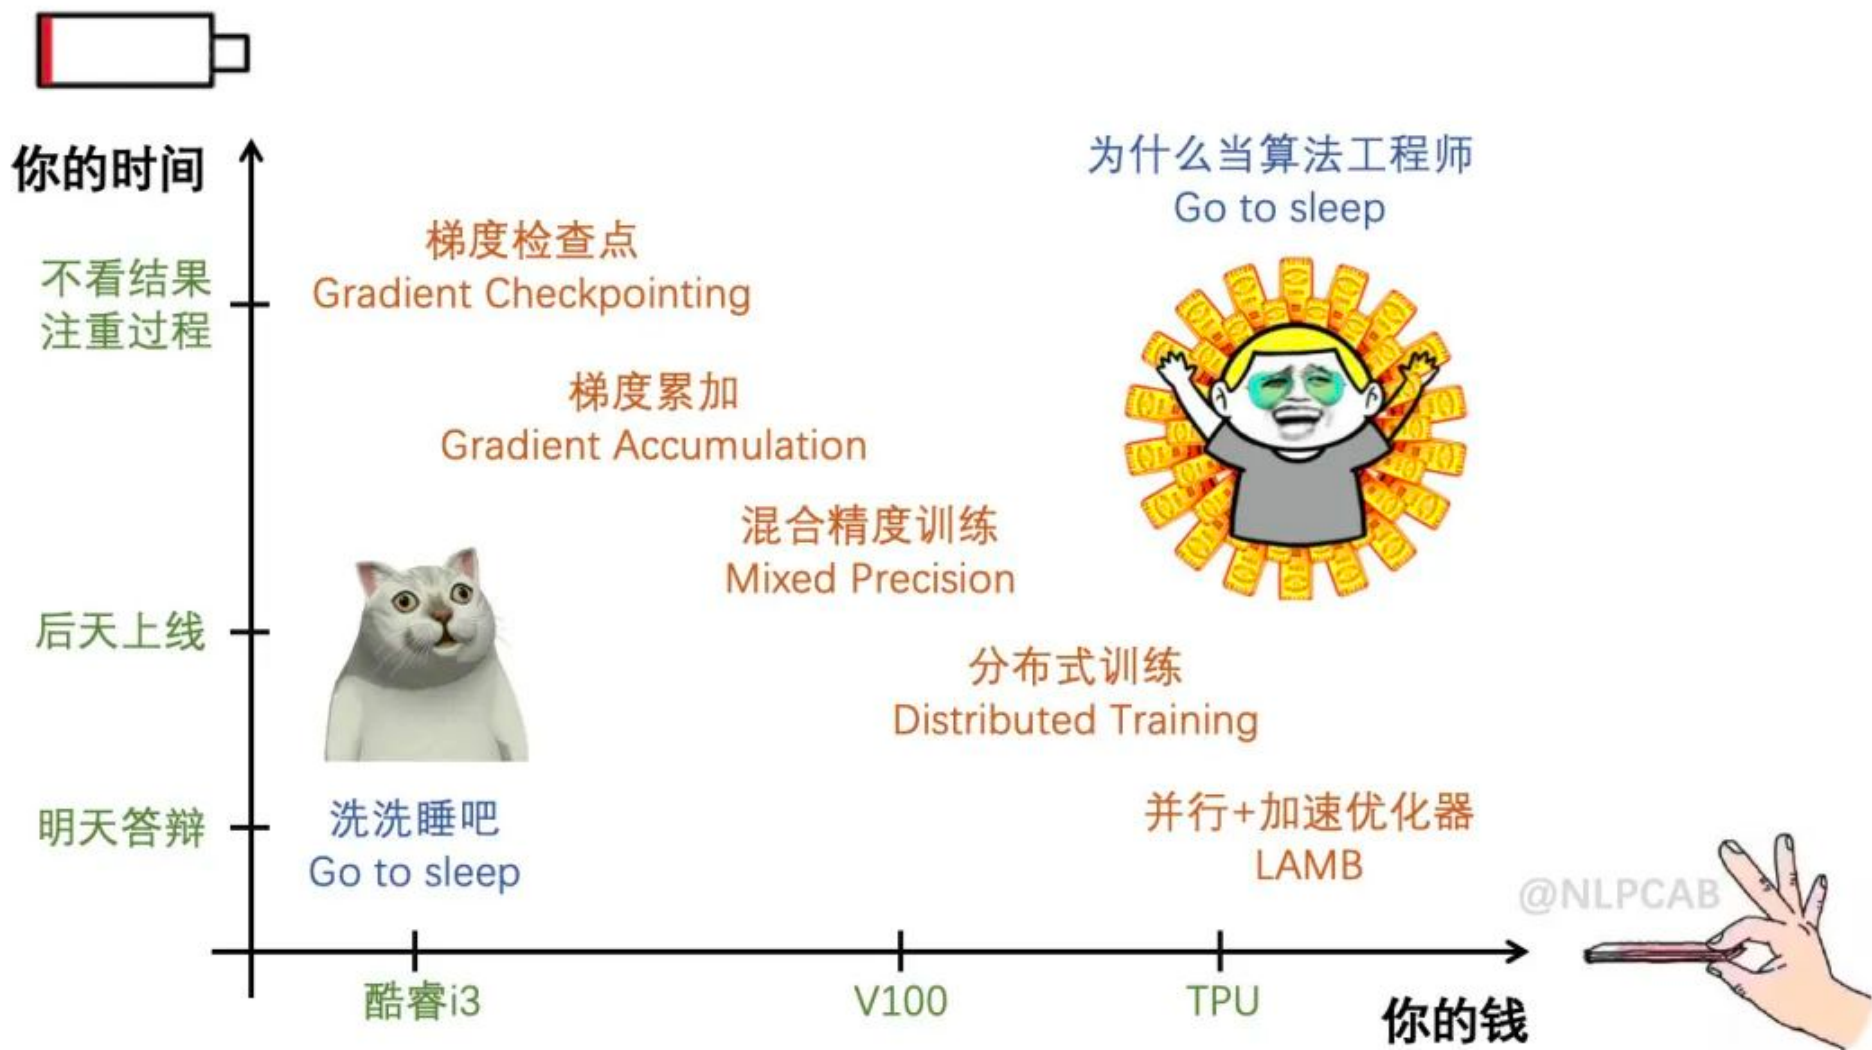 你的时间
为什么当算法工程师
Go to sleep
梯度检查点
Gradient Checkpointing
不看结果
注重过程
梯度累加
Gradient Accumulation
混合精度训练
Mixed Precision
后天上线
分布式训练
Distributed Training
明天答辩
洗洗睡吧
Go to sleep
并行+加速优化器
LAMB
@NLPCAB
酷睿i3
V100
TPU
你的钱